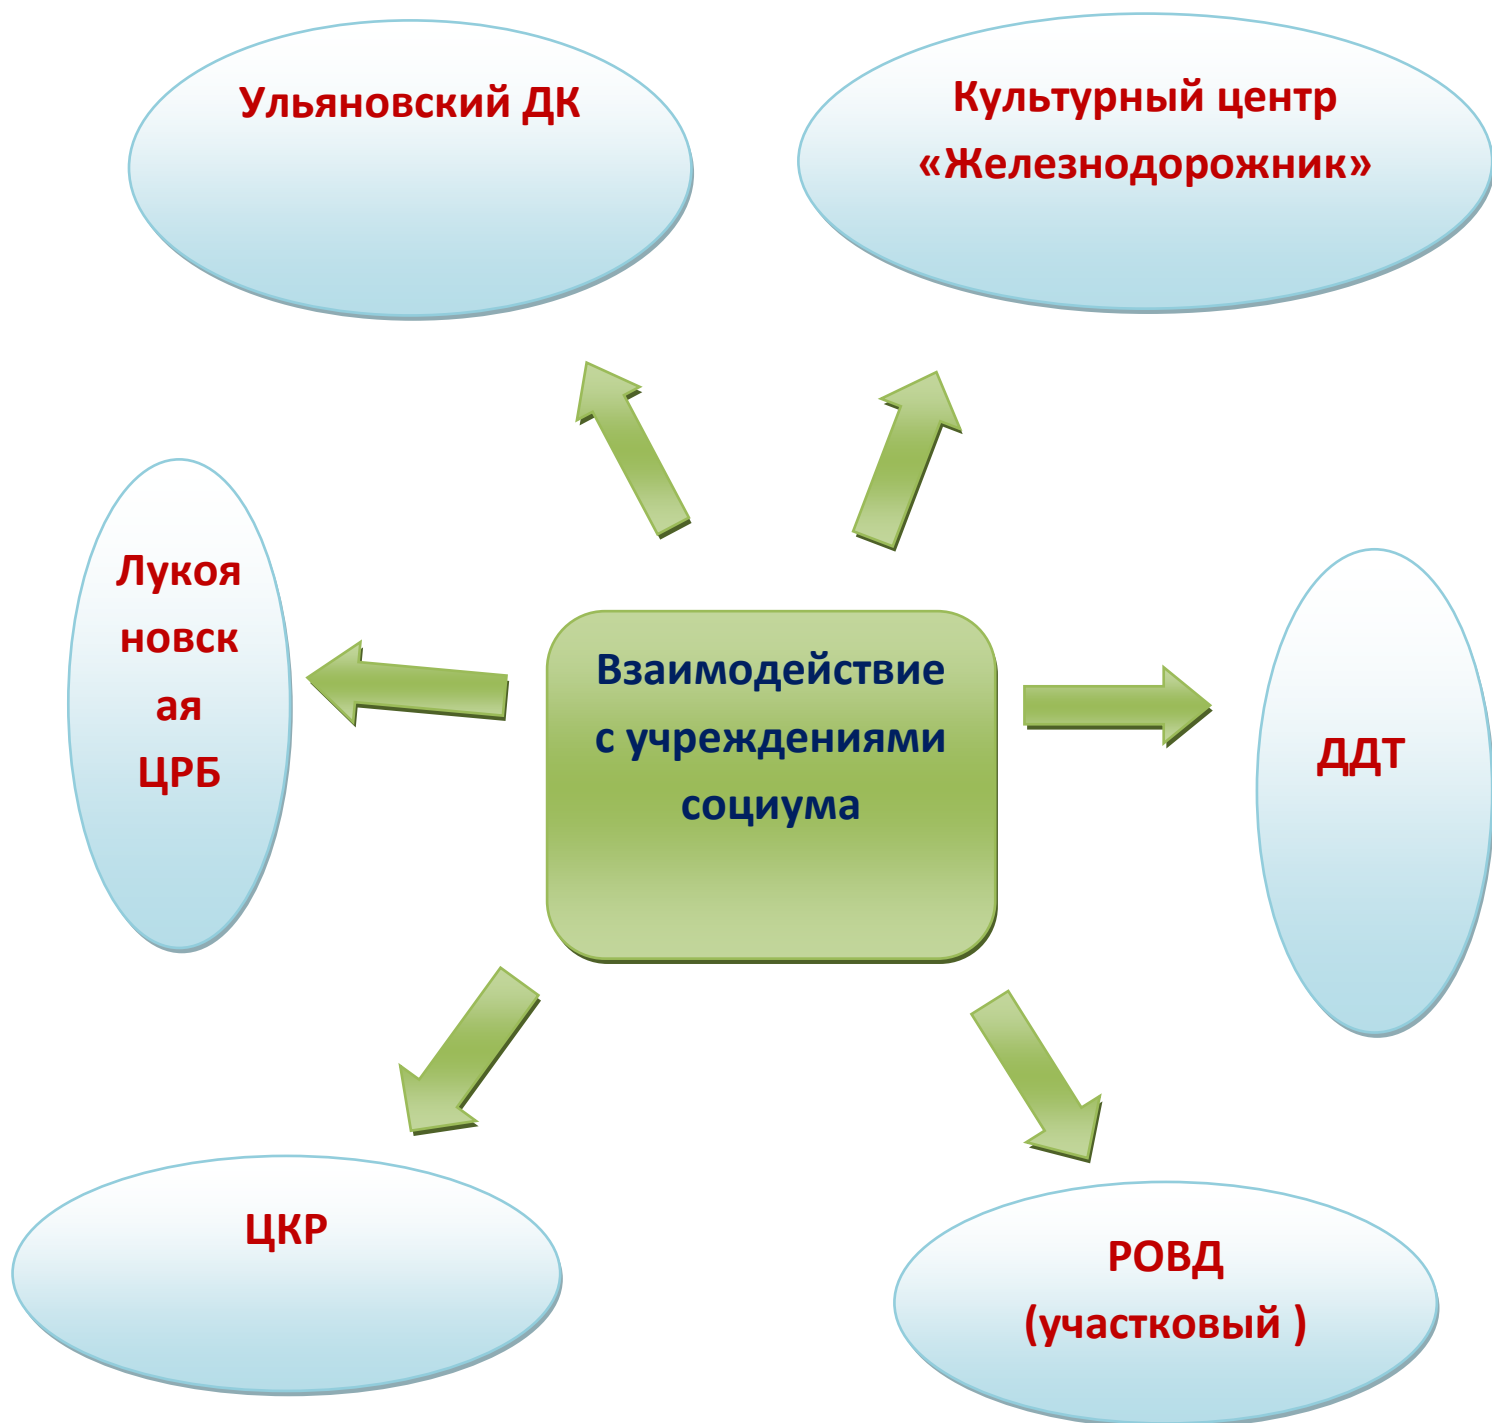 Ульяновский ДК
Культурный центр
«Железнодорожник»
Лукоя
новск
ая
ЦРБ
Взаимодействие
с учреждениями
социума
ДДТ
ЦКР
РОВД
(участковый )